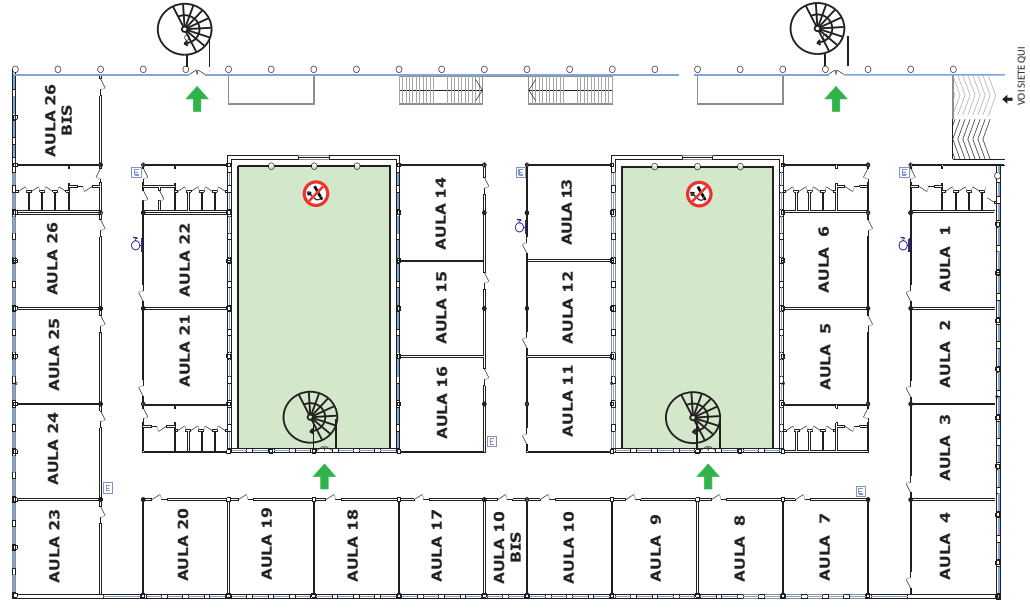 VOI SIETE QUI
AULA 26
BIS
AULA 14
AULA 13
AULA 26
AULA 22
AULA 6
AULA 1
AULA 15
AULA 12
AULA 25
AULA 21
AULA 5
AULA 2
AULA 16
AULA 11
AULA 24
AULA 3
AULA 23
AULA 20
AULA 19
AULA 18
AULA 17
AULA 10
BIS
AULA 10
AULA 9
AULA 8
AULA 7
AULA 4